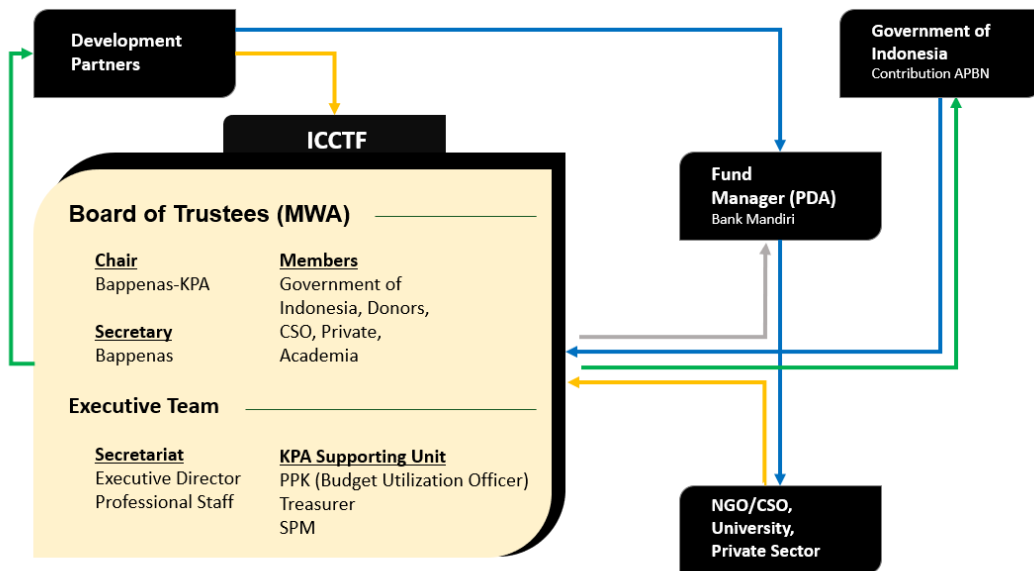 Development
Partners
Government of
Indonesia
Contribution APBN
ICCTF
Fund
Manager (PDA)
Bank Mandiri
Board of Trustees (MWA)
Chair
Bappenas-KPA
Secretary
Bappenas
Members
Government of
Indonesia, Donors,
CSO, Private,
Academia
Executive Team
Secretariat
Executive Director
Professional Staff
KPA Supporting Unit
PPK (Budget Utilization Officer)
Treasurer
SPM
NGO/CSO,
University,
Private Sector